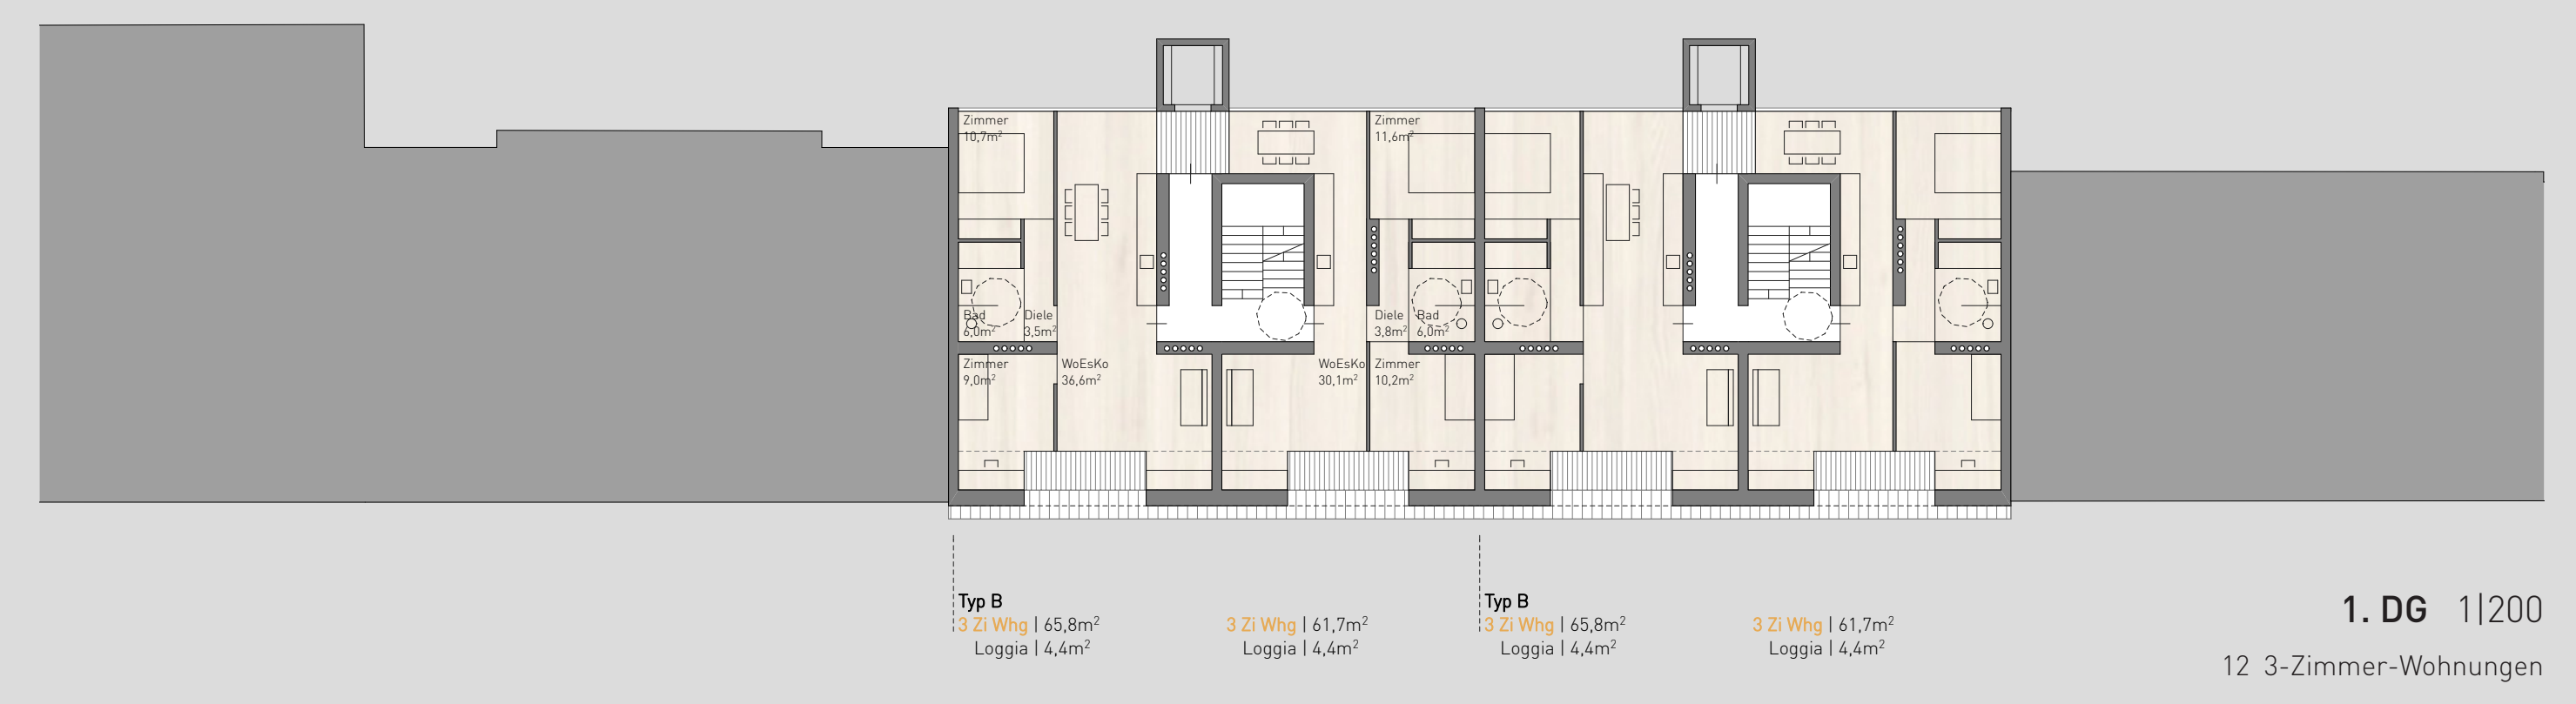 Zimmer
10,7m²
Zimmer
11,6m²
Bad
6,0m²
Diele
3,5m²
Diele
3,8m²
Bad
6,0m²
Zimmer
9,0m²
WoEsKo
36,6m²
WoEsKo
30,1m²
Zimmer
10,2m²
Typ B
3 Zi Whg | 65,8m²
Loggia | 4,4m²
3 Zi Whg | 61,7m²
Loggia | 4,4m²
Typ B
3 Zi Whg | 65,8m²
Loggia | 4,4m²
3 Zi Whg | 61,7m²
Loggia | 4,4m²
1. DG 1|200
12 3-Zimmer-Wohnungen